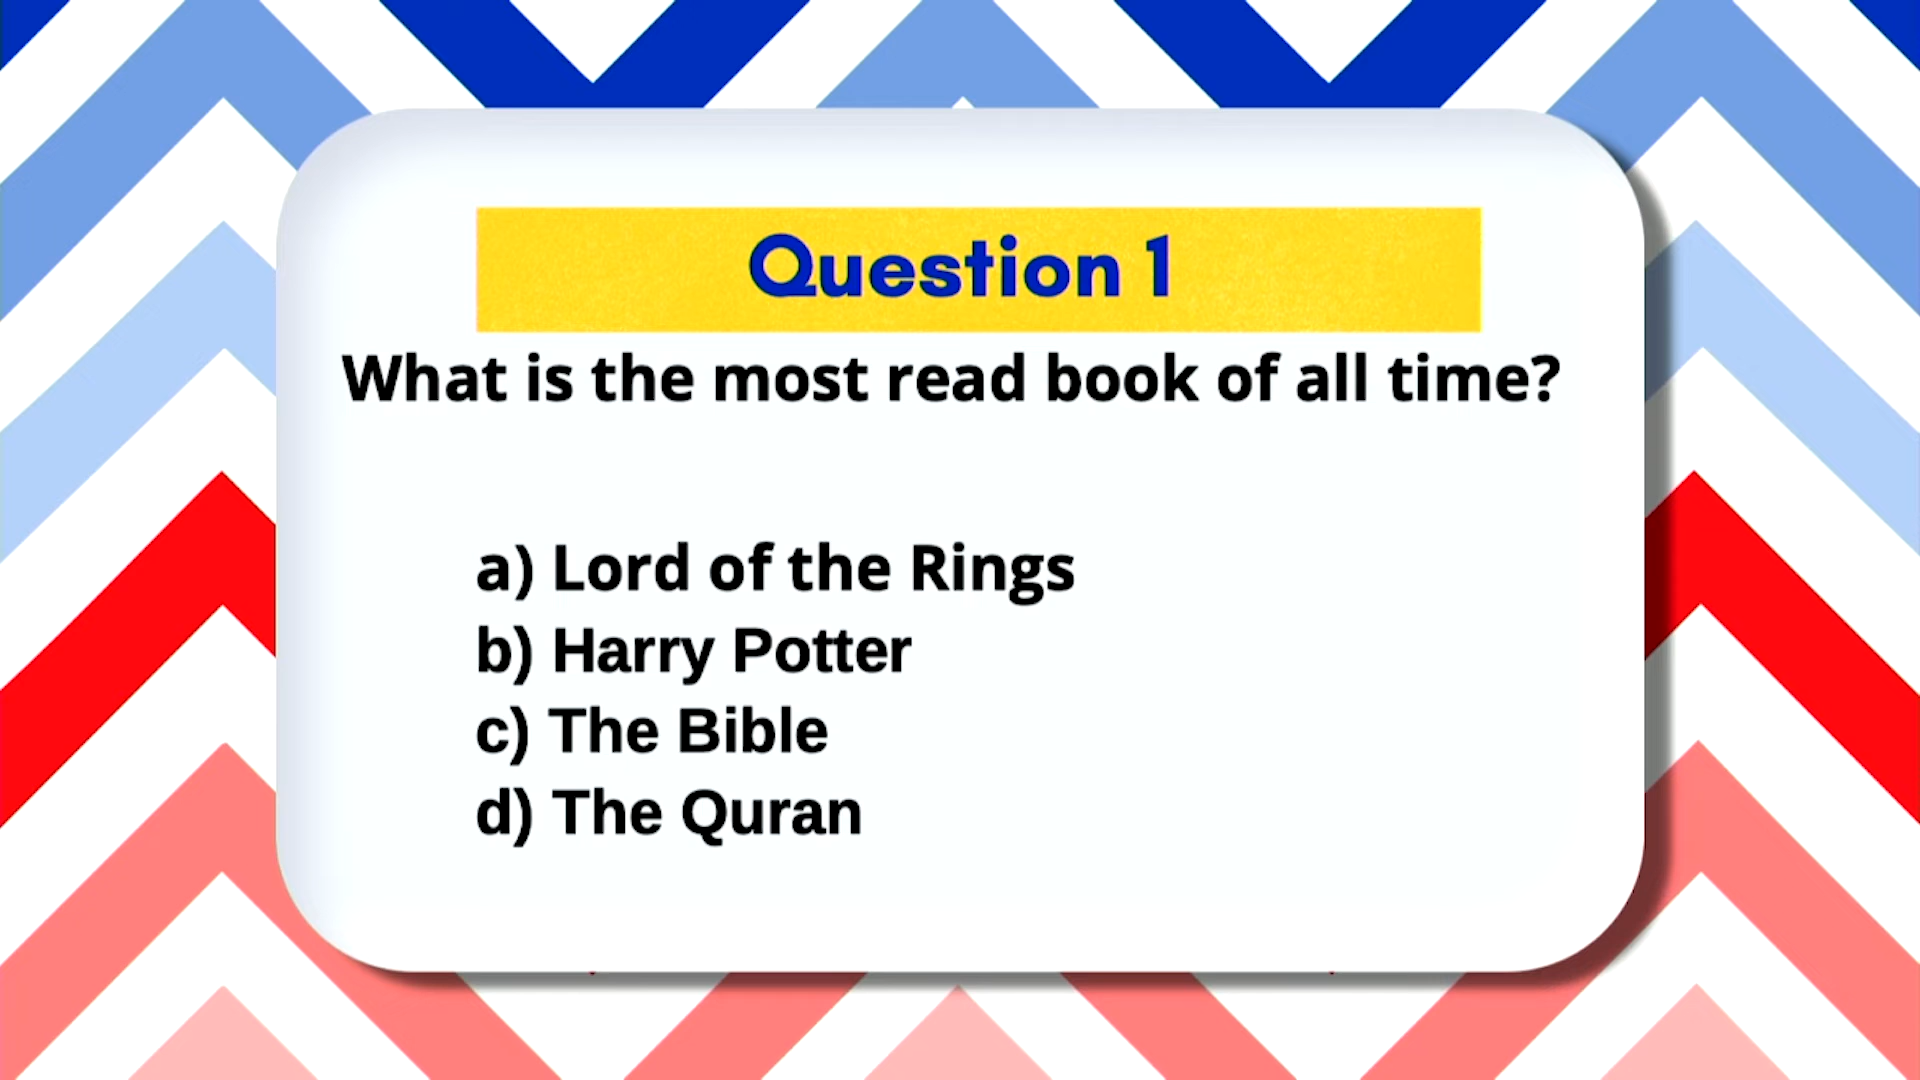 Question 1
What is the most read book of all time?
a) Lord of the Rings
b) Harry Potter
c) The Bible
d) The Quran